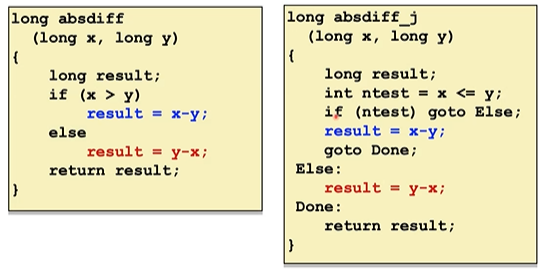 long absdiff
(long x, long y)
{
long result;
if (x > y)
result = x-y;
else
result = y-x;
return result;
}
long absdiff_j
(long x, long y)
{
long result;
int ntest = x <= y;
if (ntest) goto Else;
result = x-y;
goto Done;
Else:
result = y-x;
Done:
return result;
}